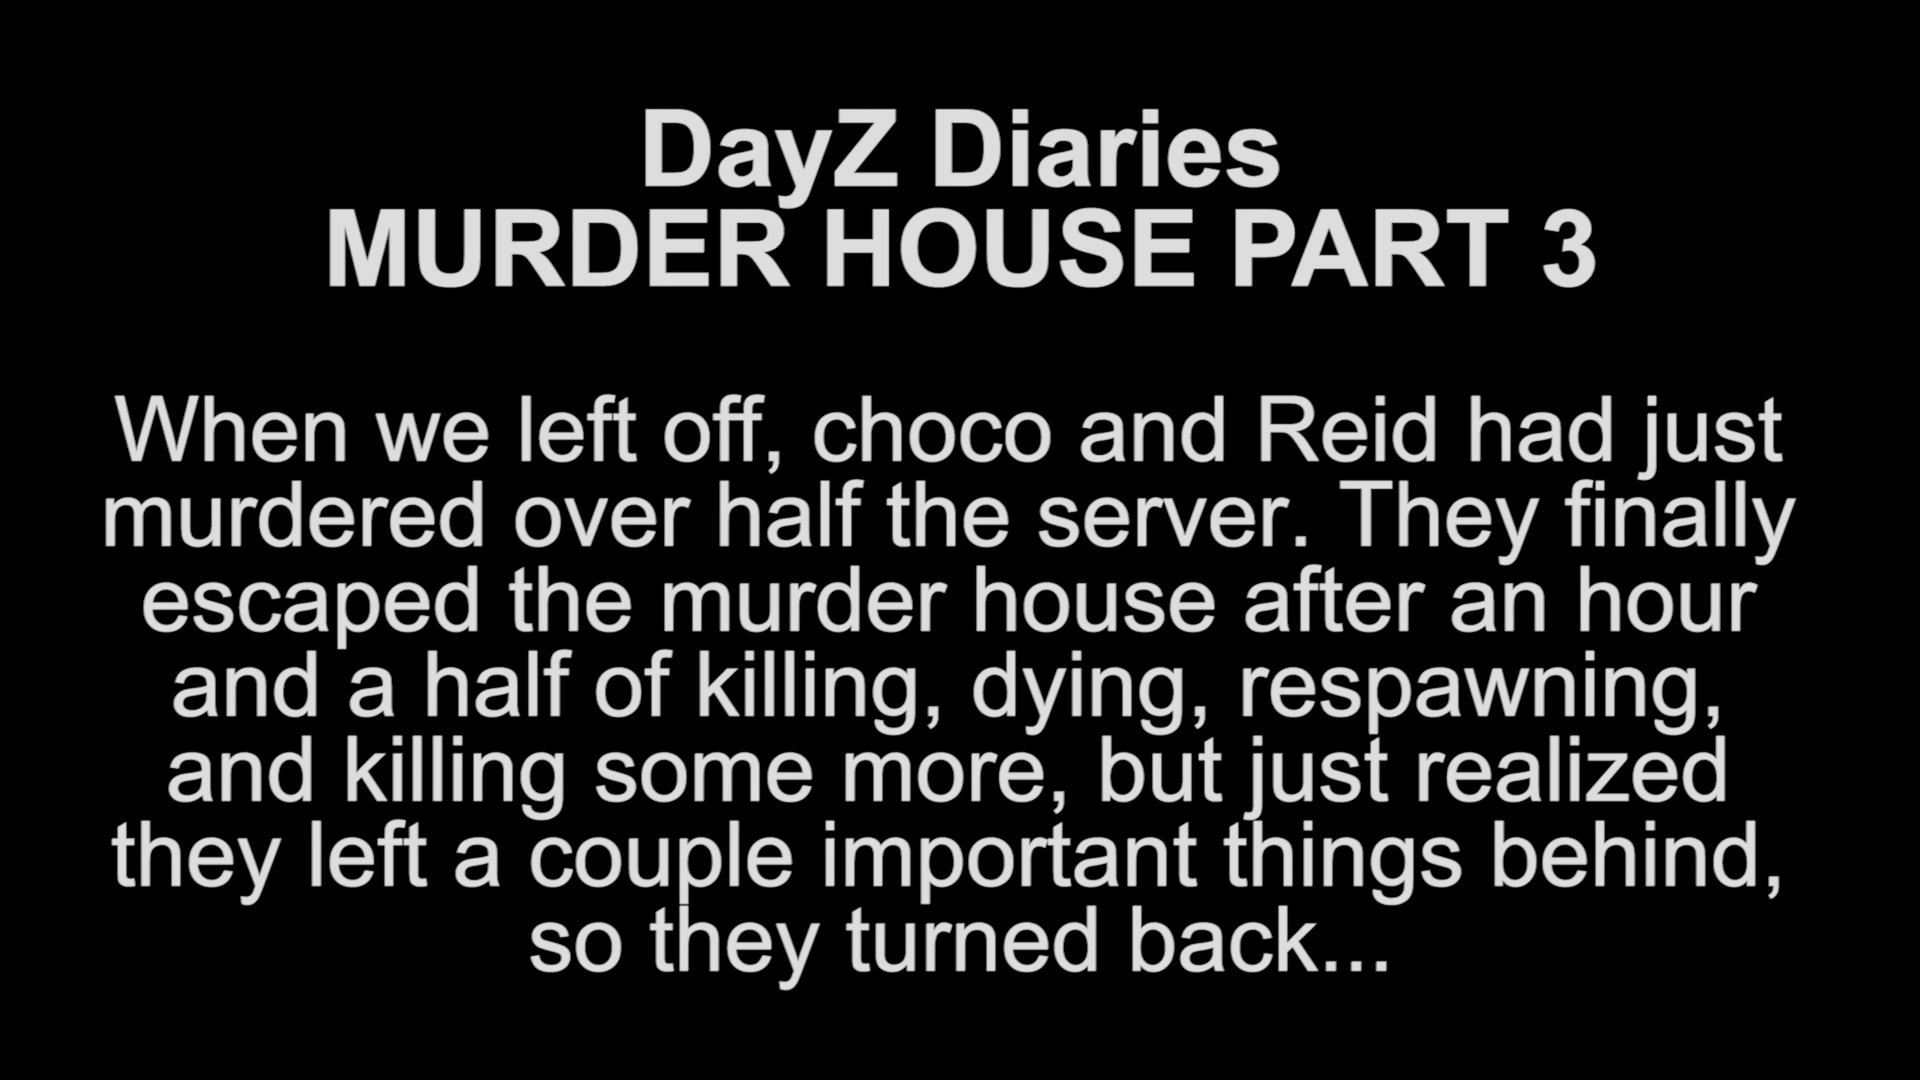 DayZ Diaries
MURDER HOUSE PART 3
When we left off, choco and Reid had just
murdered over half the server. They finally
escaped the murder house after an hour
and a half of killing, dying, respawning,
and killing some more, but just realized
they left a couple important things behind,
so they turned back...